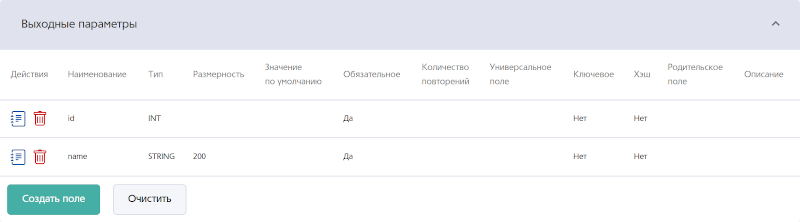 Выходные параметры
Действия Наименование Тип Размерность Значение по умолчанию Обязательное Количество повторений Универсальное поле Ключевое Хэш Родительское поле Описание
id INT Да Нет Нет
name STRING 200 Да Нет Нет
Создать поле Очистить